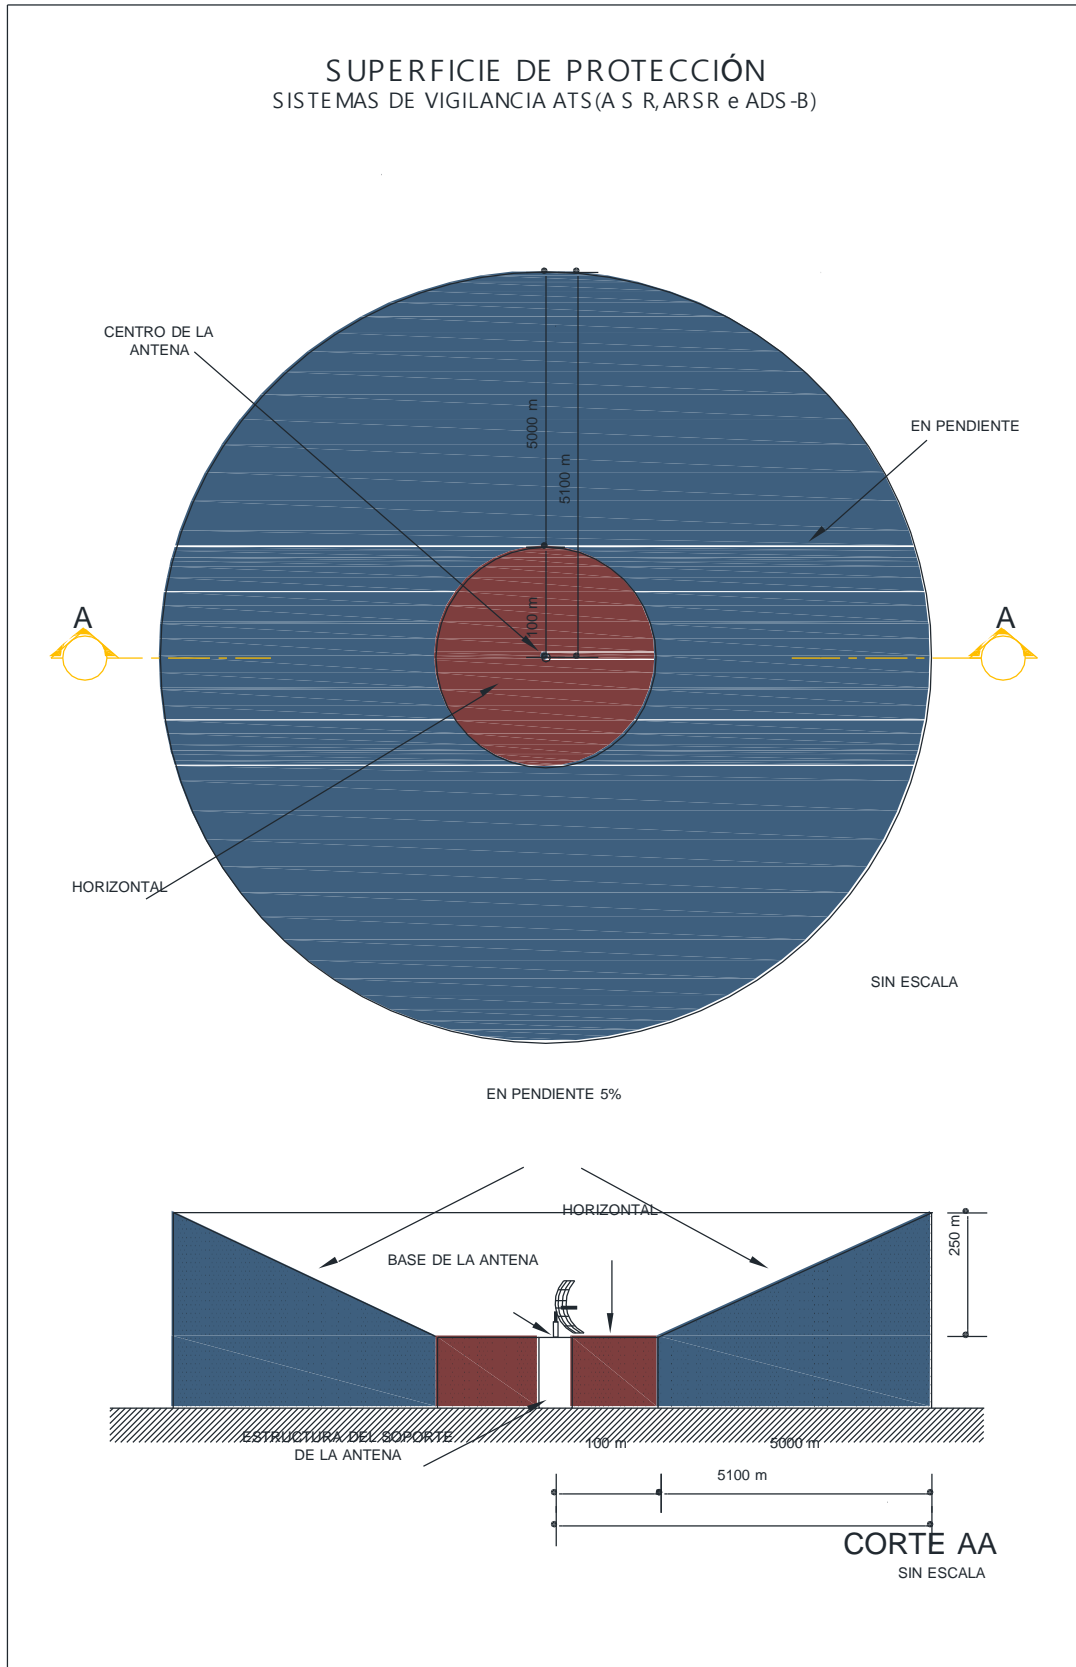 SUPERFICIE DE PROTECCIÓN
SISTEMAS DE VIGILANCIA ATS(A S R,ARSR e ADS-B)
CENTRO DE LA
ANTENA
5000 m
EN PENDIENTE
5100 m
100 m
A
A
HORIZONTAL
SIN ESCALA
EN PENDIENTE 5%
HORIZONTAL
250 m
BASE DE LA ANTENA
ESTRUCTURA DEL SOPORTE
DE LA ANTENA
100 m
5000 m
5100 m
CORTE AA
SIN ESCALA